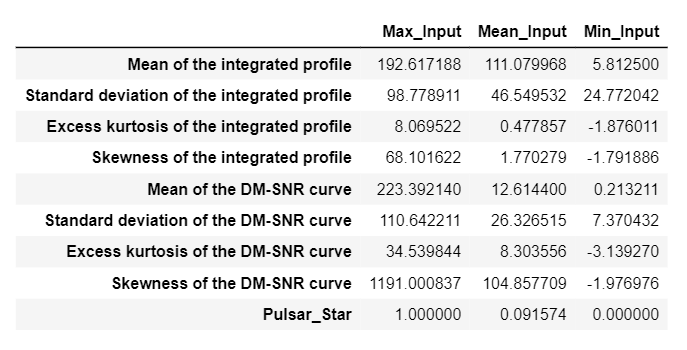 Max_Input Mean_Input Min_Input
Mean of the integrated profile 192.617188 111.079968 5.812500
Standard deviation of the integrated profile 98.778911 46.549532 24.772042
Excess kurtosis of the integrated profile 8.069522 0.477857 -1.876011
Skewness of the integrated profile 68.101622 1.770279 -1.791886
Mean of the DM-SNR curve 223.392140 12.614400 0.213211
Standard deviation of the DM-SNR curve 110.642211 26.326515 7.370432
Excess kurtosis of the DM-SNR curve 34.539844 8.303556 -3.139270
Skewness of the DM-SNR curve 1191.000837 104.857709 -1.976976
Pulsar_Star 1.000000 0.091574 0.000000